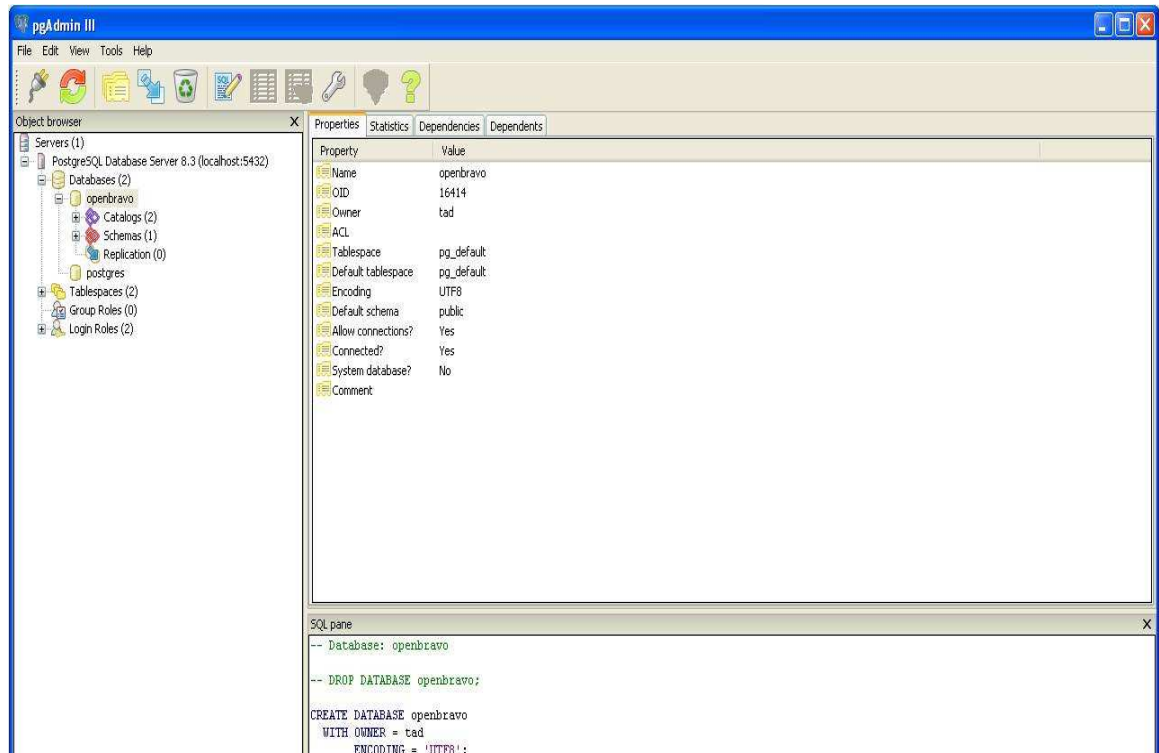 pgAdmin III
File Edit View Tools Help
SQL
Object browser X
Servers (1)
PostgreSQL Database Server 8.3 (localhost:5432)
Databases (2)
openbravo
Catalogs (2)
Schemas (1)
Replication (0)
postgres
Tablespaces (2)
Group Roles (0)
Login Roles (2)
Properties Statistics Dependencies Dependents
Property Value
Name openbravo
OID 16414
Owner tad
ACL
Tablespace pg_default
Default tablespace pg_default
Encoding UTF8
Default schema public
Allow connections? Yes
Connected? Yes
System database? No
Comment
SQL pane X
-- Database: openbravo
-- DROP DATABASE openbravo;
CREATE DATABASE openbravo
WITH OWNER = tad
ENCODING = 'UTF8';